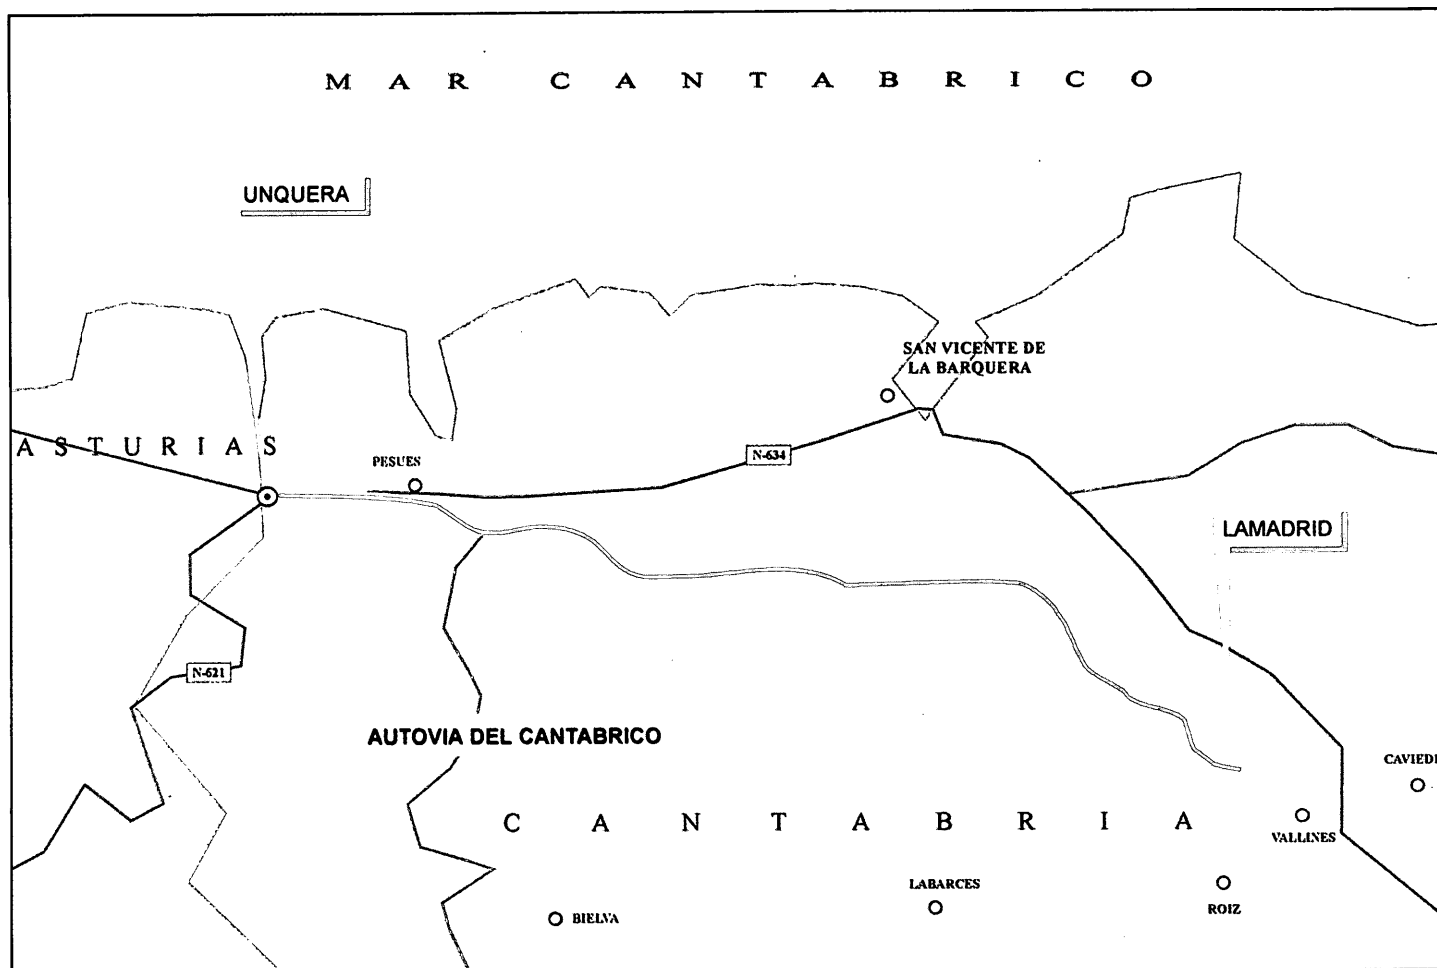 MAR CANTABRICO
UNQUERA
SAN VICENTE DE
LA BARQUERA
ASTURIAS
PESUES
N-634
LAMADRID
N-621
AUTOVIA DEL CANTABRICO
CAVIEDE
CANTABRIA
VALLINES
LABARCES
ROIZ
BIELVA